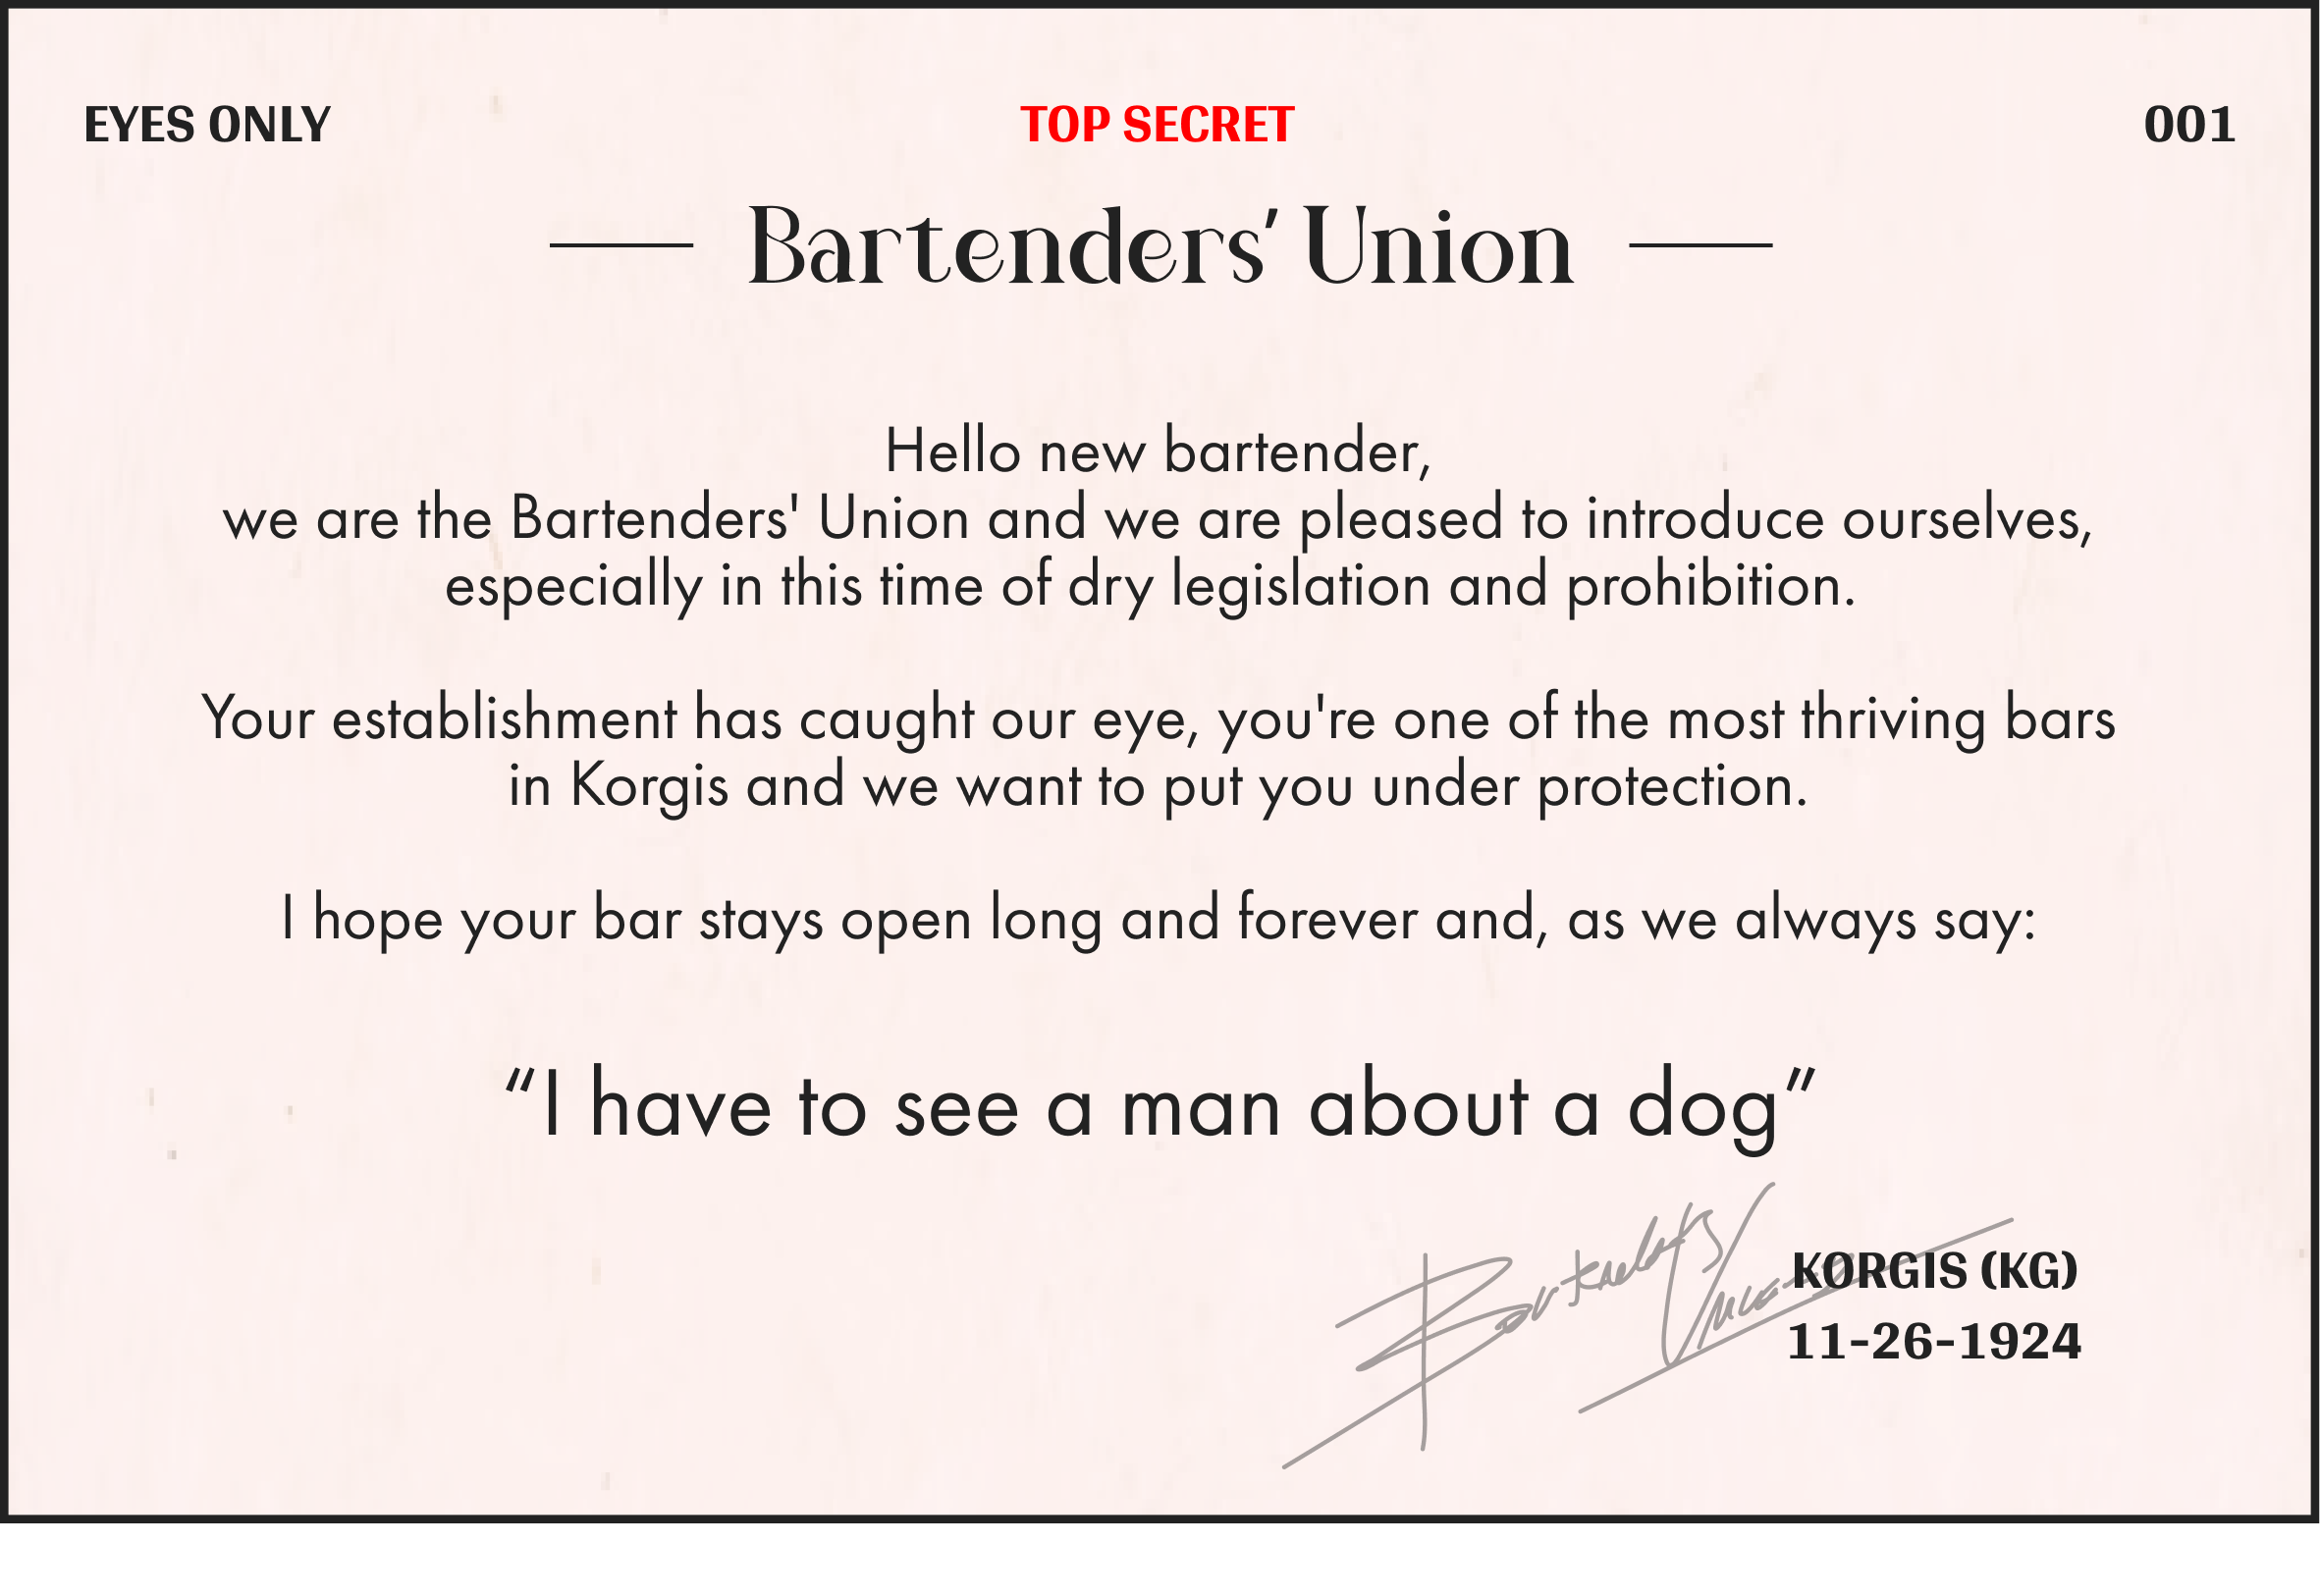 EYES ONLY
TOP SECRET
001
Bartenders’ Union
Hello new bartender,
we are the Bartenders' Union and we are pleased to introduce ourselves,
especially in this time of dry legislation and prohibition.
Your establishment has caught our eye, you're one of the most thriving bars
in Korgis and we want to put you under protection.
I hope your bar stays open long and forever and, as we always say:
“I have to see a man about a dog”
Bartenders Union
KORGIS (KG)
11-26-1924